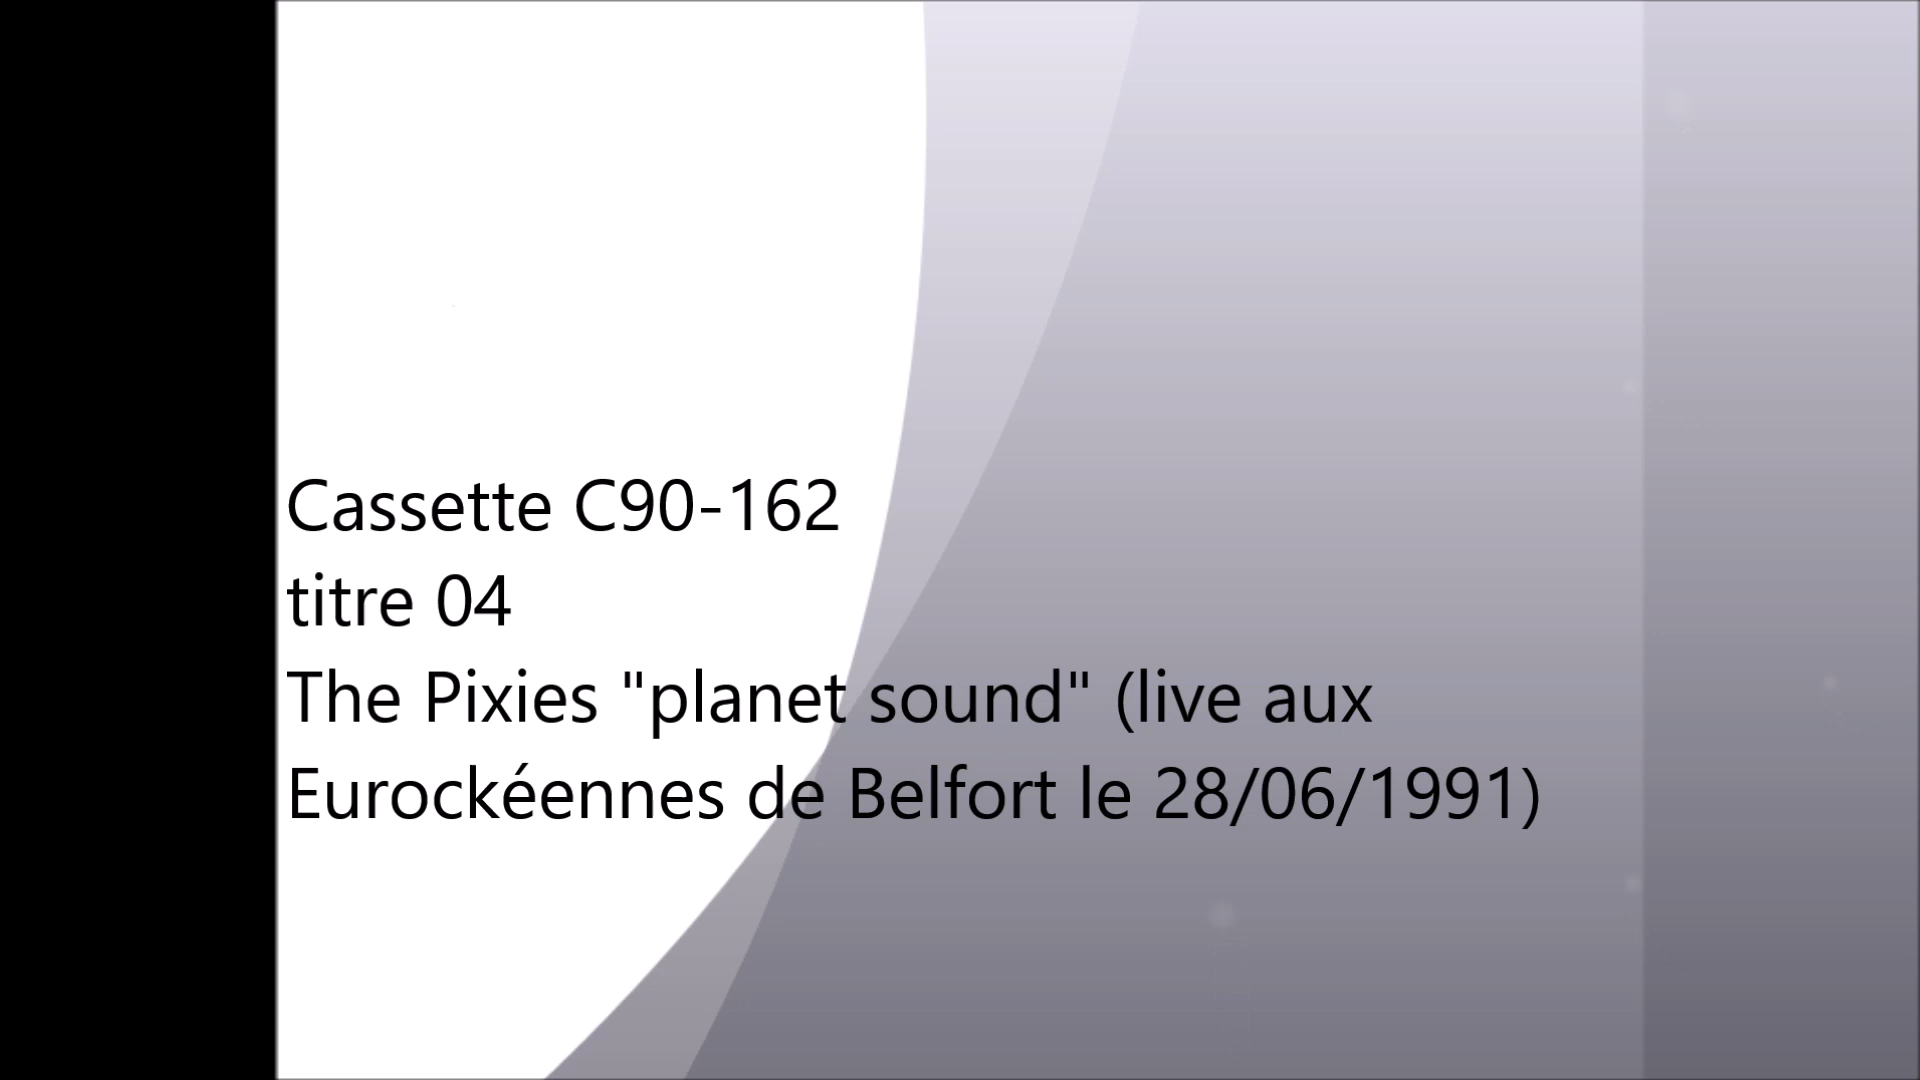 Cassette C90-162
titre 04
The Pixies "planet sound" (live aux
Eurockéennes de Belfort le 28/06/1991)